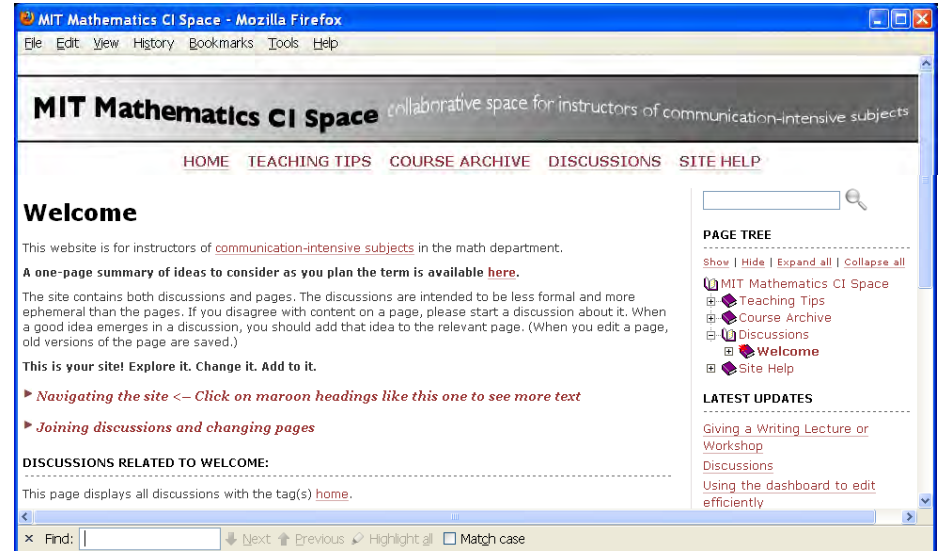 MIT Mathematics CI Space - Mozilla Firefox
File Edit View History Bookmarks Tools Help
MIT Mathematics CI Space collaborative space for instructors of communication-intensive subjects
HOME TEACHING TIPS COURSE ARCHIVE DISCUSSIONS SITE HELP
Welcome
This website is for instructors of communication-intensive subjects in the math department.
A one-page summary of ideas to consider as you plan the term is available here.
The site contains both discussions and pages. The discussions are intended to be less formal and more
ephemeral than the pages. If you disagree with content on a page, please start a discussion about it. When
a good idea emerges in a discussion, you should add that idea to the relevant page. (When you edit a page,
old versions of the page are saved.)
This is your site! Explore it. Change it. Add to it.
Navigating the site <– Click on maroon headings like this one to see more text
Joining discussions and changing pages
DISCUSSIONS RELATED TO WELCOME:
This page displays all discussions with the tag(s) home.
PAGE TREE
Show | Hide | Expand all | Collapse all
MIT Mathematics CI Space
Teaching Tips
Course Archive
Discussions
Welcome
Site Help
LATEST UPDATES
Giving a Writing Lecture or
Workshop
Discussions
Using the dashboard to edit
efficiently
× Find: Next Previous Highlight all Match case